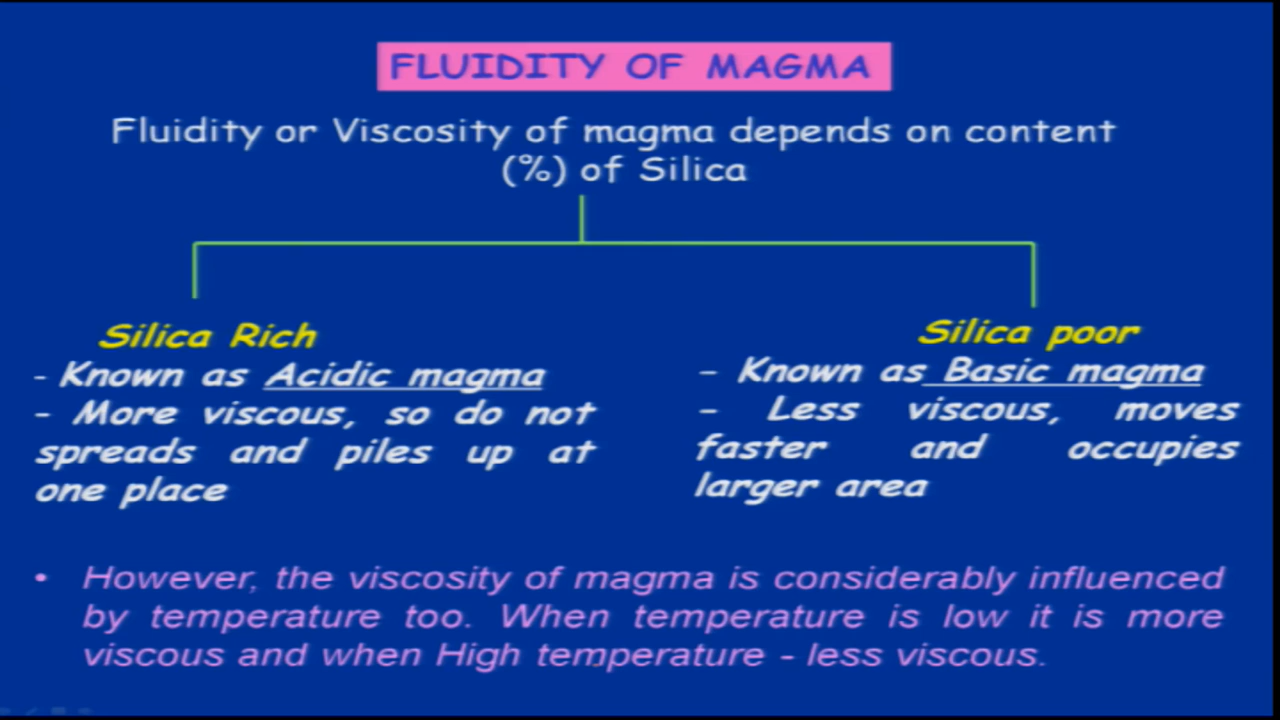 FLUIDITY OF MAGMA
Fluidity or Viscosity of magma depends on content
(%) of Silica
Silica Rich
- Known as Acidic magma
- More viscous, so do not
spreads and piles up at
one place
Silica poor
- Known as Basic magma
- Less viscous, moves
faster and occupies
larger area
• However, the viscosity of magma is considerably influenced
by temperature too. When temperature is low it is more
viscous and when High temperature - less viscous.